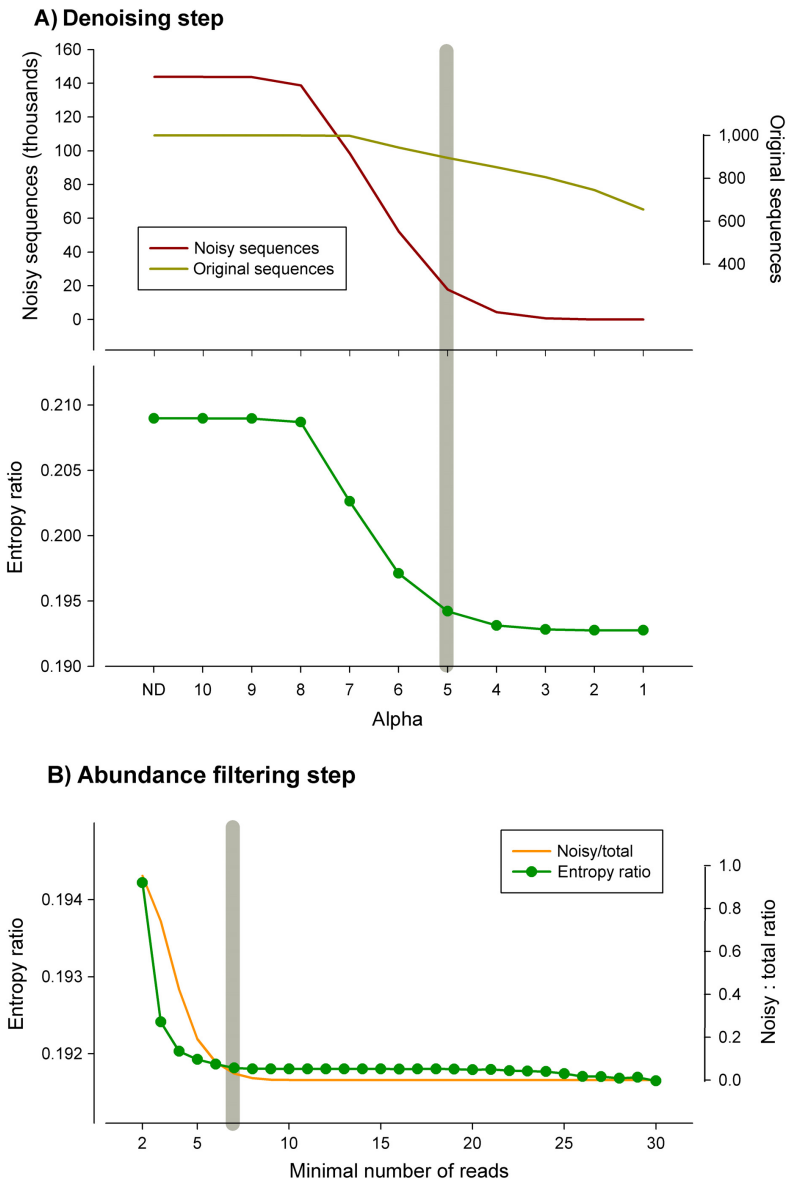 A) Denoising step
Noisy sequences (thousands)
160
140
120
100
80
60
40
20
0
Original sequences
1,000
800
600
400
Noisy sequences
Original sequences
Entropy ratio
0.210
0.205
0.200
0.195
0.190
ND 10 9 8 7 6 5 4 3 2 1
Alpha
B) Abundance filtering step
Entropy ratio
0.194
0.193
0.192
Noisy/total
Entropy ratio
Noisy : total ratio
1.0
0.8
0.6
0.4
0.2
0.0
2 5 10 15 20 25 30
Minimal number of reads